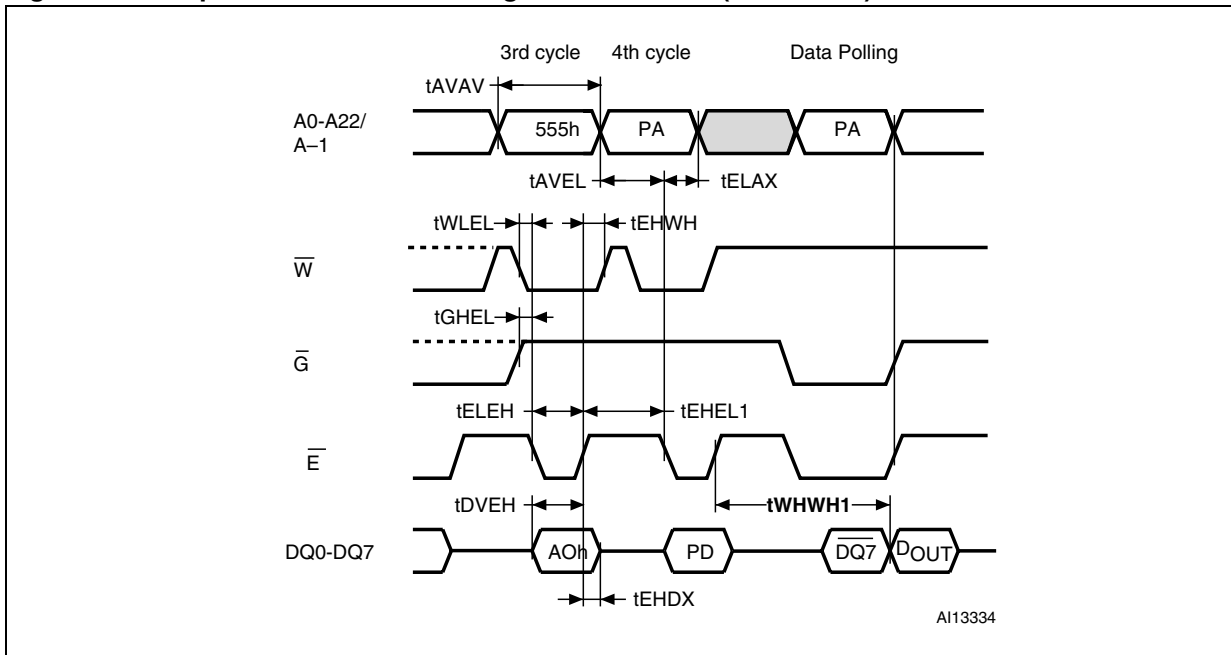 3rd cycle 4th cycle Data Polling
tAVAV
A0-A22/
A–1
555h PA PA
tAVEL tELAX
tWLEL tEHWH
W
tGHEL
G
tELEH tEHEL1
E
tDVEH tWHWH1
DQ0-DQ7 AOh PD DQ7 DOUT
tEHDX
AI13334